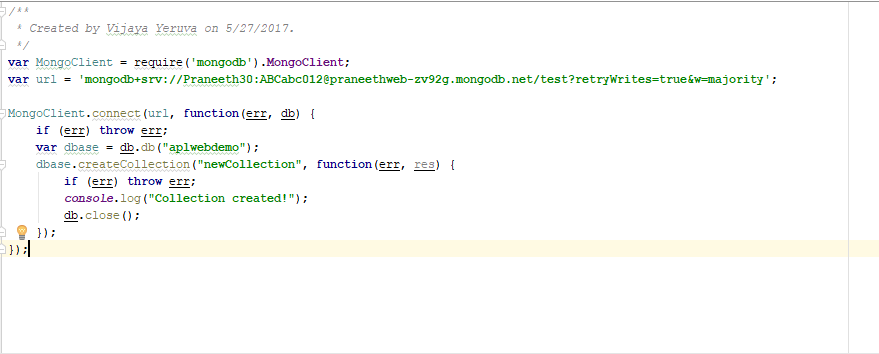 /**
 * Created by Vijaya Yeruva on 5/27/2017.
 */
var MongoClient = require('mongodb').MongoClient;
var url = 'mongodb+srv://Praneeth30:ABCabc012@praneethweb-zv92g.mongodb.net/test?retryWrites=true&w=majority';
MongoClient.connect(url, function(err, db) {
    if (err) throw err;
    var dbase = db.db("aplwebdemo");
    dbase.createCollection("newCollection", function(err, res) {
        if (err) throw err;
        console.log("Collection created!");
        db.close();
    });
});